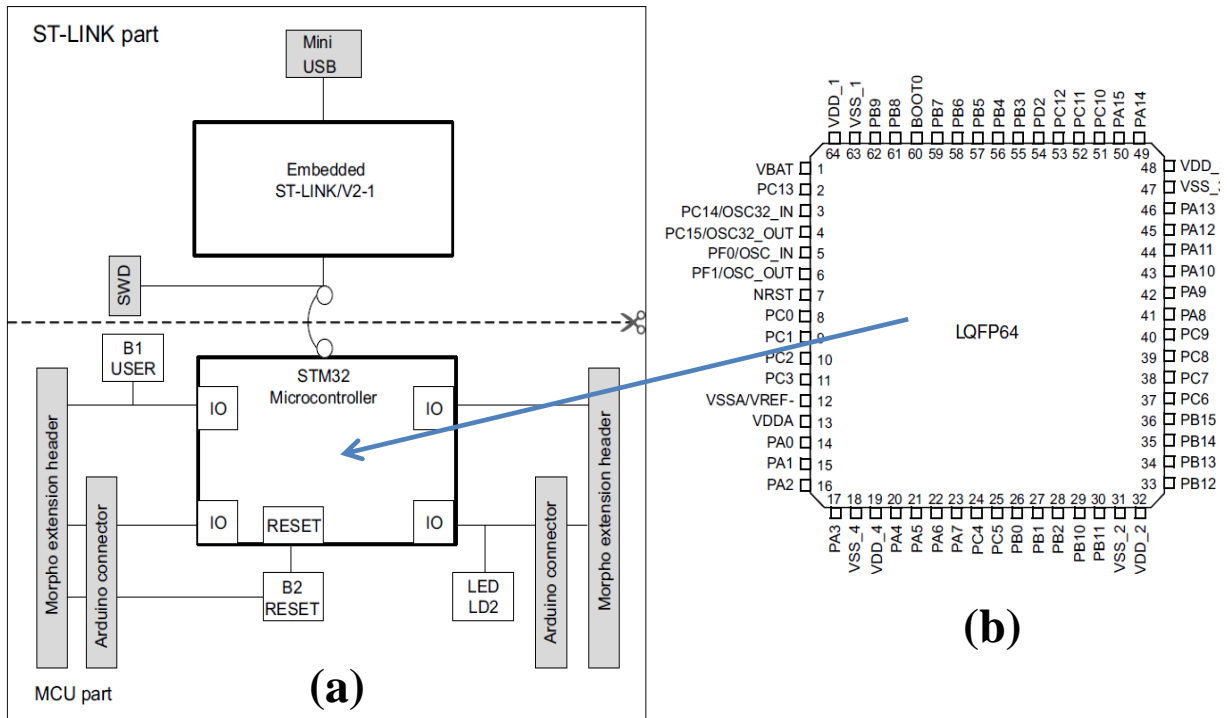 ST-LINK part
Mini
USB
Embedded
ST-LINK/V2-1
SWD
B1
USER
STM32
Microcontroller
IO
IO
IO
RESET
IO
Morpho extension header
Arduino connector
B2
RESET
LED
LD2
Arduino connector
Morpho extension header
MCU part
(a)
VDD_1
VSS_1
PB9
PB8
BOOT0
PB7
PB6
PB5
PB4
PB3
PD2
PC12
PC11
PC10
PA15
PA14
64 63 62 61 60 59 58 57 56 55 54 53 52 51 50 49
VBAT 1
PC13 2
PC14/OSC32_IN 3
PC15/OSC32_OUT 4
PF0/OSC_IN 5
PF1/OSC_OUT 6
NRST 7
PC0 8
PC1 9
PC2 10
PC3 11
VSSA/VREF- 12
VDDA 13
PA0 14
PA1 15
PA2 16
LQFP64
48 VDD_
47 VSS_3
46 PA13
45 PA12
44 PA11
43 PA10
42 PA9
41 PA8
40 PC9
39 PC8
38 PC7
37 PC6
36 PB15
35 PB14
34 PB13
33 PB12
17 18 19 20 21 22 23 24 25 26 27 28 29 30 31 32
PA3
VSS_4
VDD_4
PA4
PA5
PA6
PA7
PC4
PC5
PB0
PB1
PB2
PB10
PB11
VSS_2
VDD_2
(b)